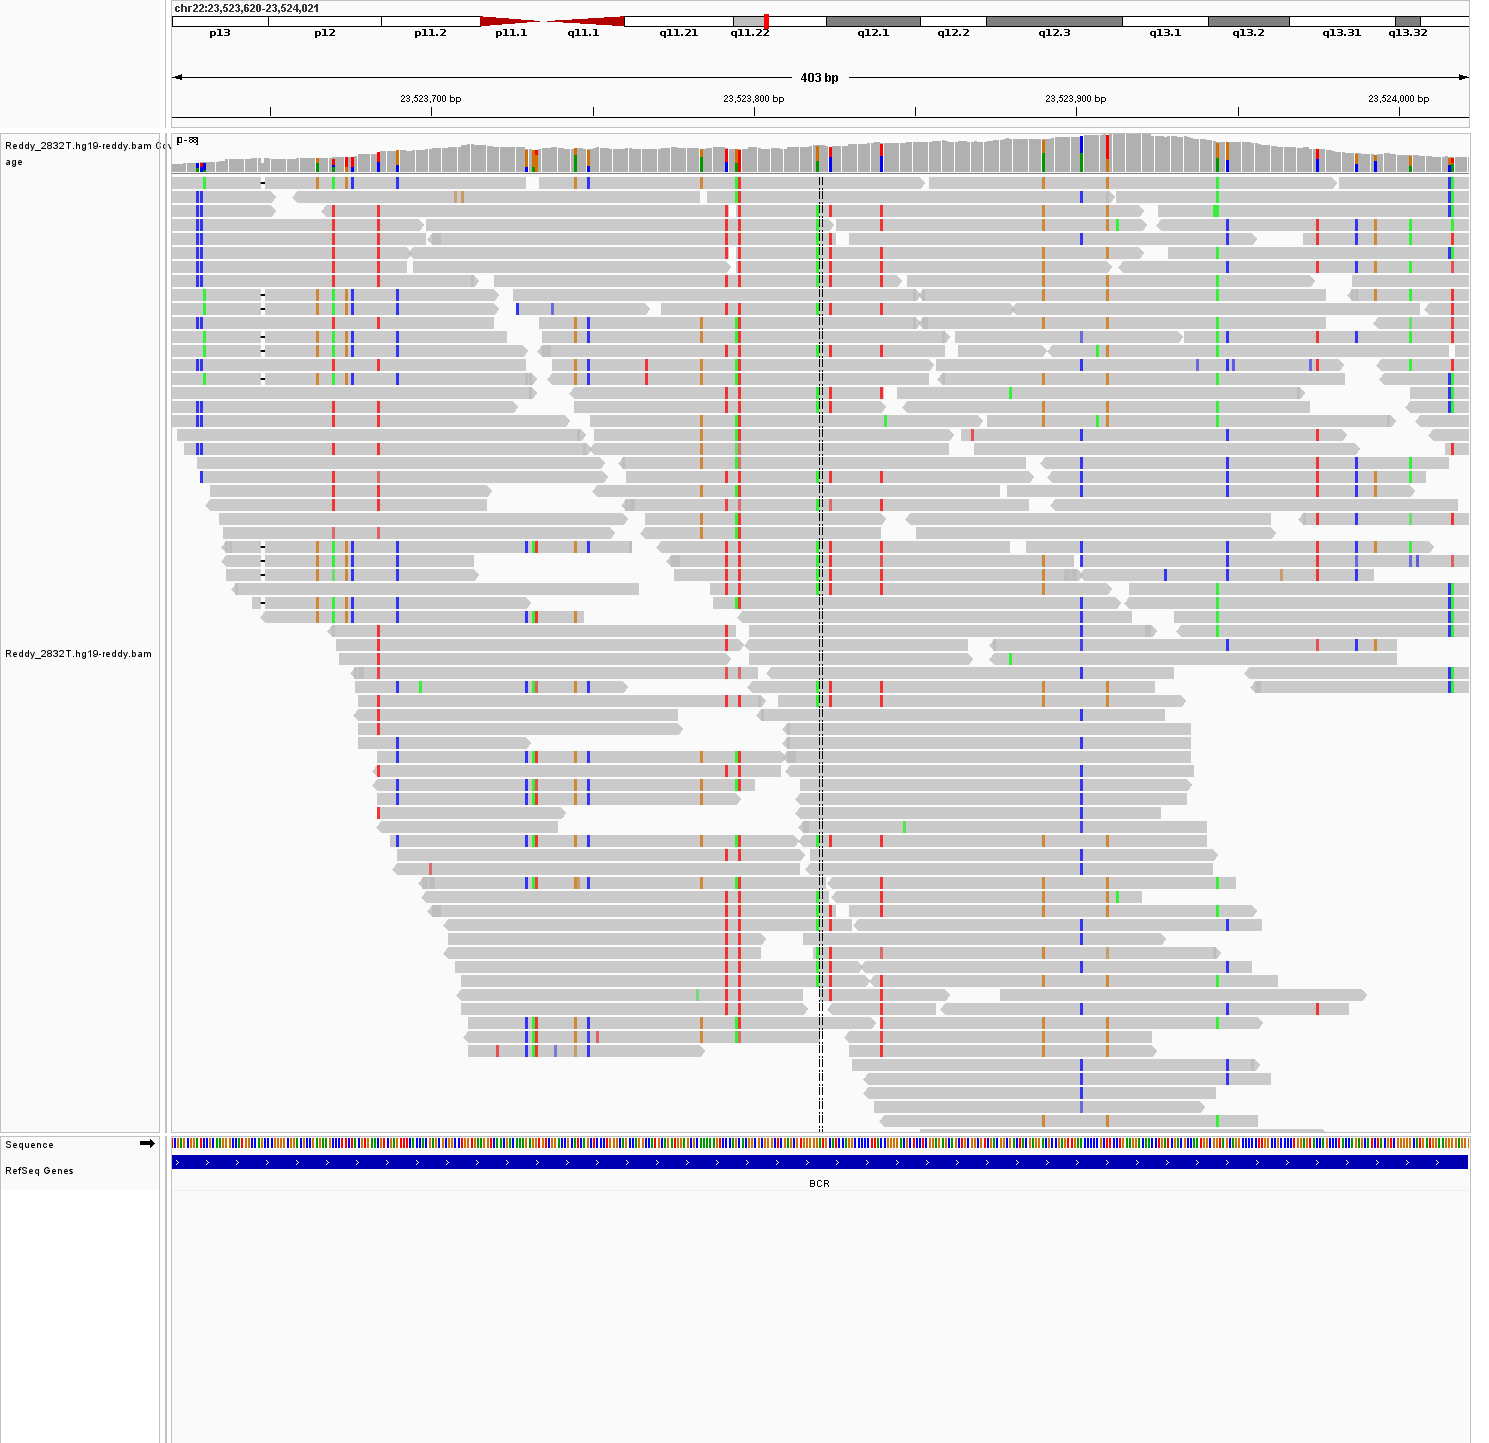 chr22:23,523,620-23,524,021
p13 p12 p11.2 p11.1 q11.1 q11.21 q11.22 q12.1 q12.2 q12.3 q13.1 q13.2 q13.31 q13.32
403 bp
23,523,700 bp 23,523,800 bp 23,523,900 bp 23,524,000 bp
[0 - 88]
Reddy_2832T.hg19-reddy.bam Cov
age
Reddy_2832T.hg19-reddy.bam
Sequence
RefSeq Genes
BCR